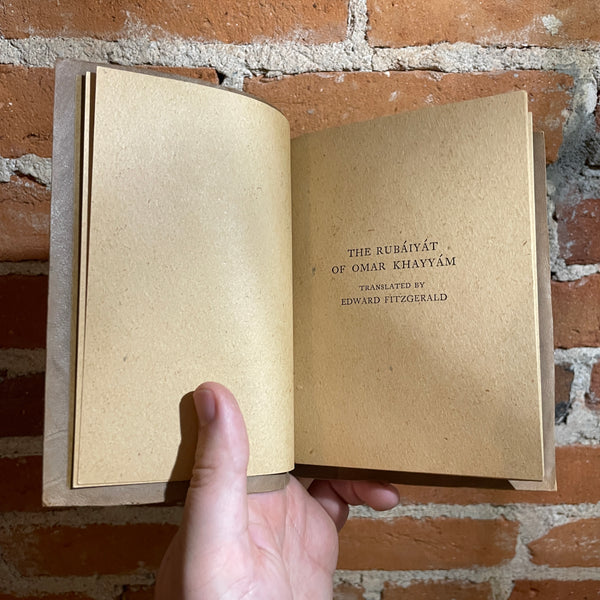 THE RUBÁIYÁT
OF OMAR KHAYYÁM
TRANSLATED BY
EDWARD FITZGERALD